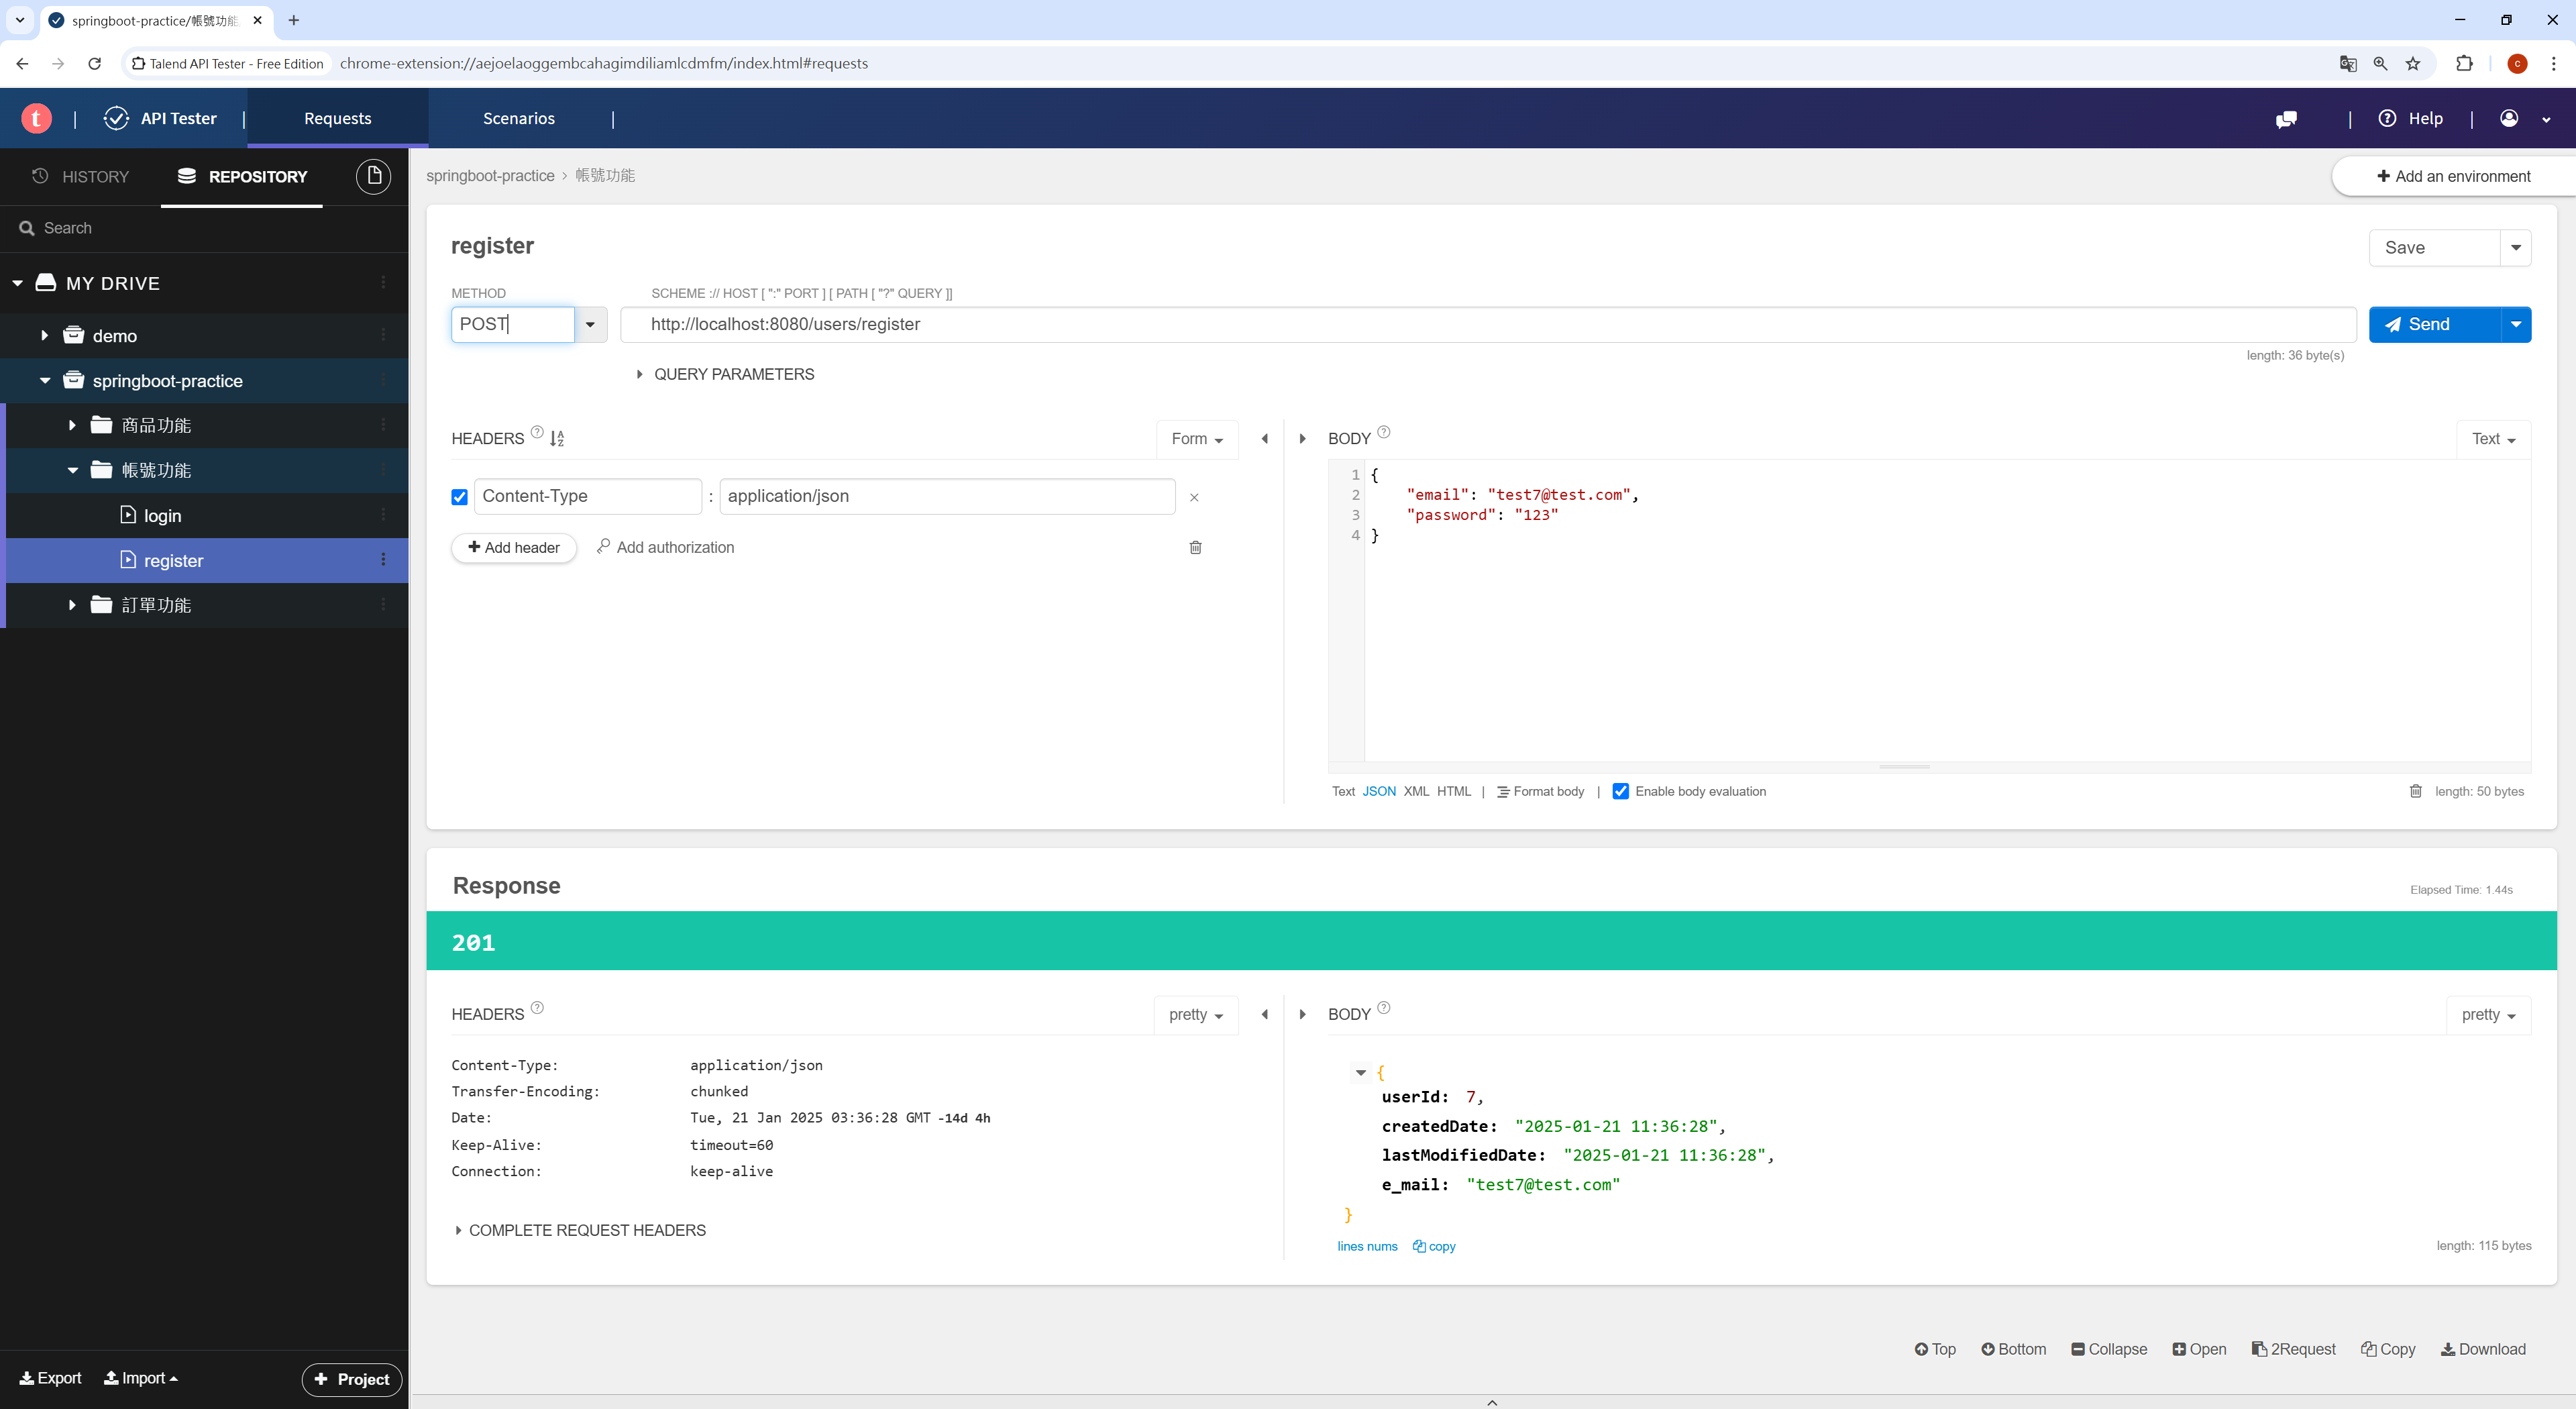 springboot-practice/帳號功能
Talend API Tester - Free Edition
chrome-extension://aejoelaoggembcahagimdiliamlcdmfm/index.html#requests
c
t | API Tester | Requests Scenarios |
| Help |
HISTORY REPOSITORY
Search
MY DRIVE
demo
springboot-practice
商品功能
帳號功能
login
register
訂單功能
Export Import + Project
springboot-practice › 帳號功能
+ Add an environment
register
Save
METHOD
SCHEME :// HOST [ ":" PORT ] [ PATH [ "?" QUERY ]]
POST
http://localhost:8080/users/register
Send
length: 36 byte(s)
QUERY PARAMETERS
HEADERS ? Form
Content-Type : application/json ×
+ Add header Add authorization
BODY ? Text
1 {
2 "email": "test7@test.com",
3 "password": "123"
4 }
Text JSON XML HTML | Format body | Enable body evaluation
length: 50 bytes
Response
Elapsed Time: 1.44s
201
HEADERS ? pretty
Content-Type: application/json
Transfer-Encoding: chunked
Date: Tue, 21 Jan 2025 03:36:28 GMT -14d 4h
Keep-Alive: timeout=60
Connection: keep-alive
COMPLETE REQUEST HEADERS
BODY ? pretty
{
userId: 7,
createdDate: "2025-01-21 11:36:28",
lastModifiedDate: "2025-01-21 11:36:28",
e_mail: "test7@test.com"
}
lines nums copy
length: 115 bytes
Top Bottom Collapse Open 2Request Copy Download